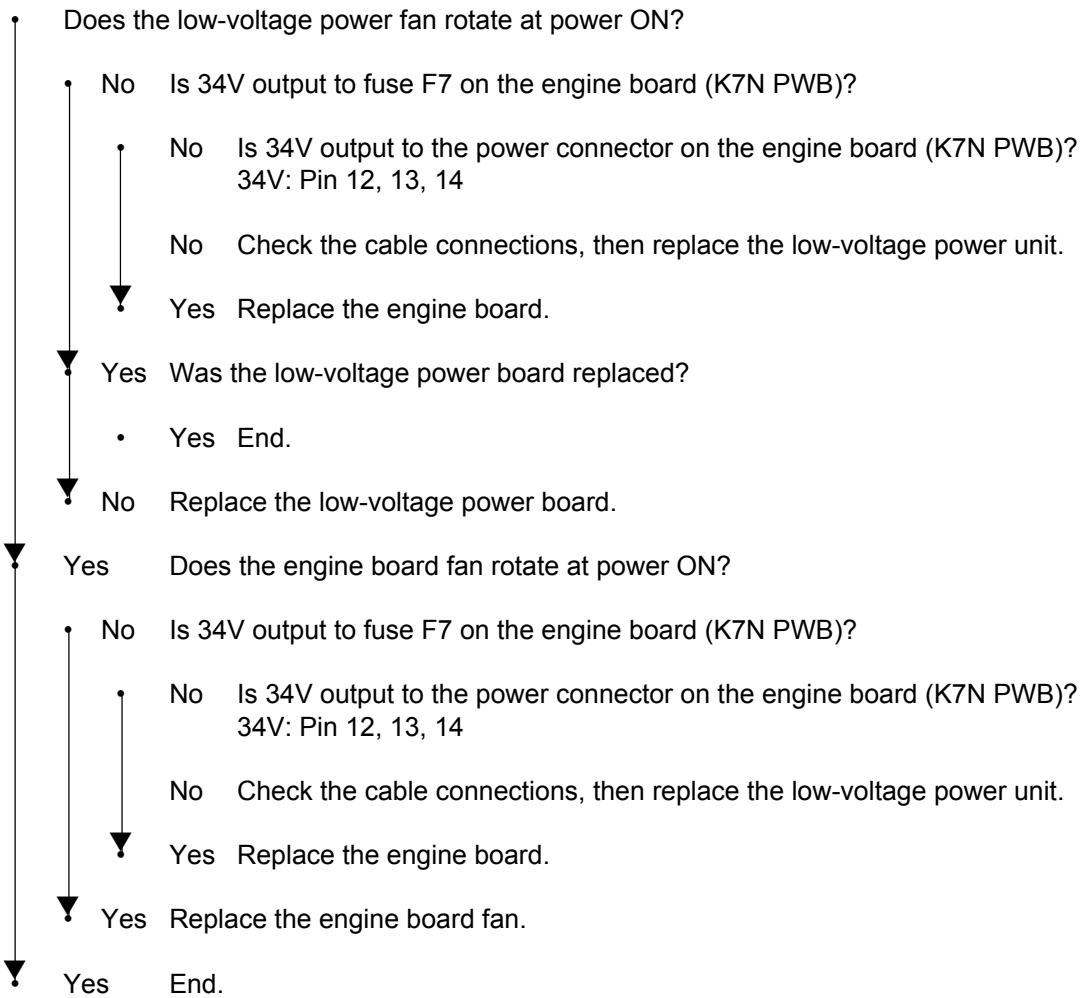 Does the low-voltage power fan rotate at power ON?
No Is 34V output to fuse F7 on the engine board (K7N PWB)?
No Is 34V output to the power connector on the engine board (K7N PWB)?
34V: Pin 12, 13, 14
No Check the cable connections, then replace the low-voltage power unit.
Yes Replace the engine board.
Yes Was the low-voltage power board replaced?
• Yes End.
No Replace the low-voltage power board.
Yes Does the engine board fan rotate at power ON?
No Is 34V output to fuse F7 on the engine board (K7N PWB)?
No Is 34V output to the power connector on the engine board (K7N PWB)?
34V: Pin 12, 13, 14
No Check the cable connections, then replace the low-voltage power unit.
Yes Replace the engine board.
Yes Replace the engine board fan.
Yes End.